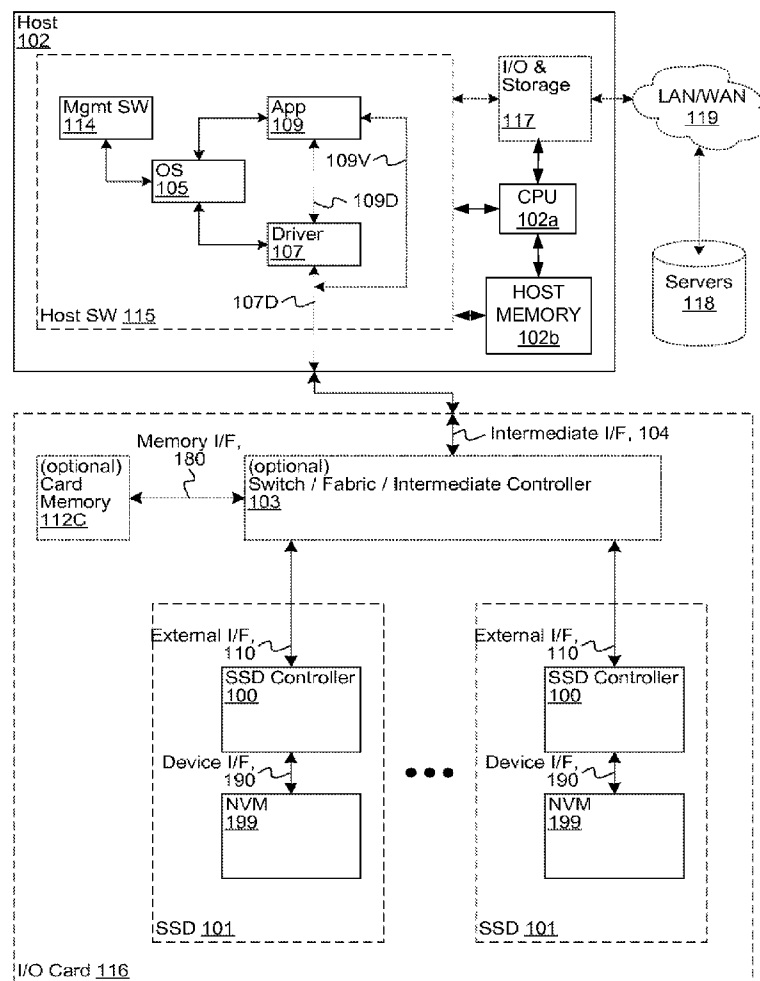 Host
102
Mgmt SW
114
App
109
OS
105
109V
109D
Driver
107
107D
Host SW 115
I/O &
Storage
117
CPU
102a
HOST
MEMORY
102b
LAN/WAN
119
Servers
118
Intermediate I/F, 104
Memory I/F,
180
(optional)
Card
Memory
112C
(optional)
Switch / Fabric / Intermediate Controller
103
External I/F,
110
SSD Controller
100
Device I/F,
190
NVM
199
SSD 101
External I/F,
110
SSD Controller
100
Device I/F,
190
NVM
199
SSD 101
I/O Card 116